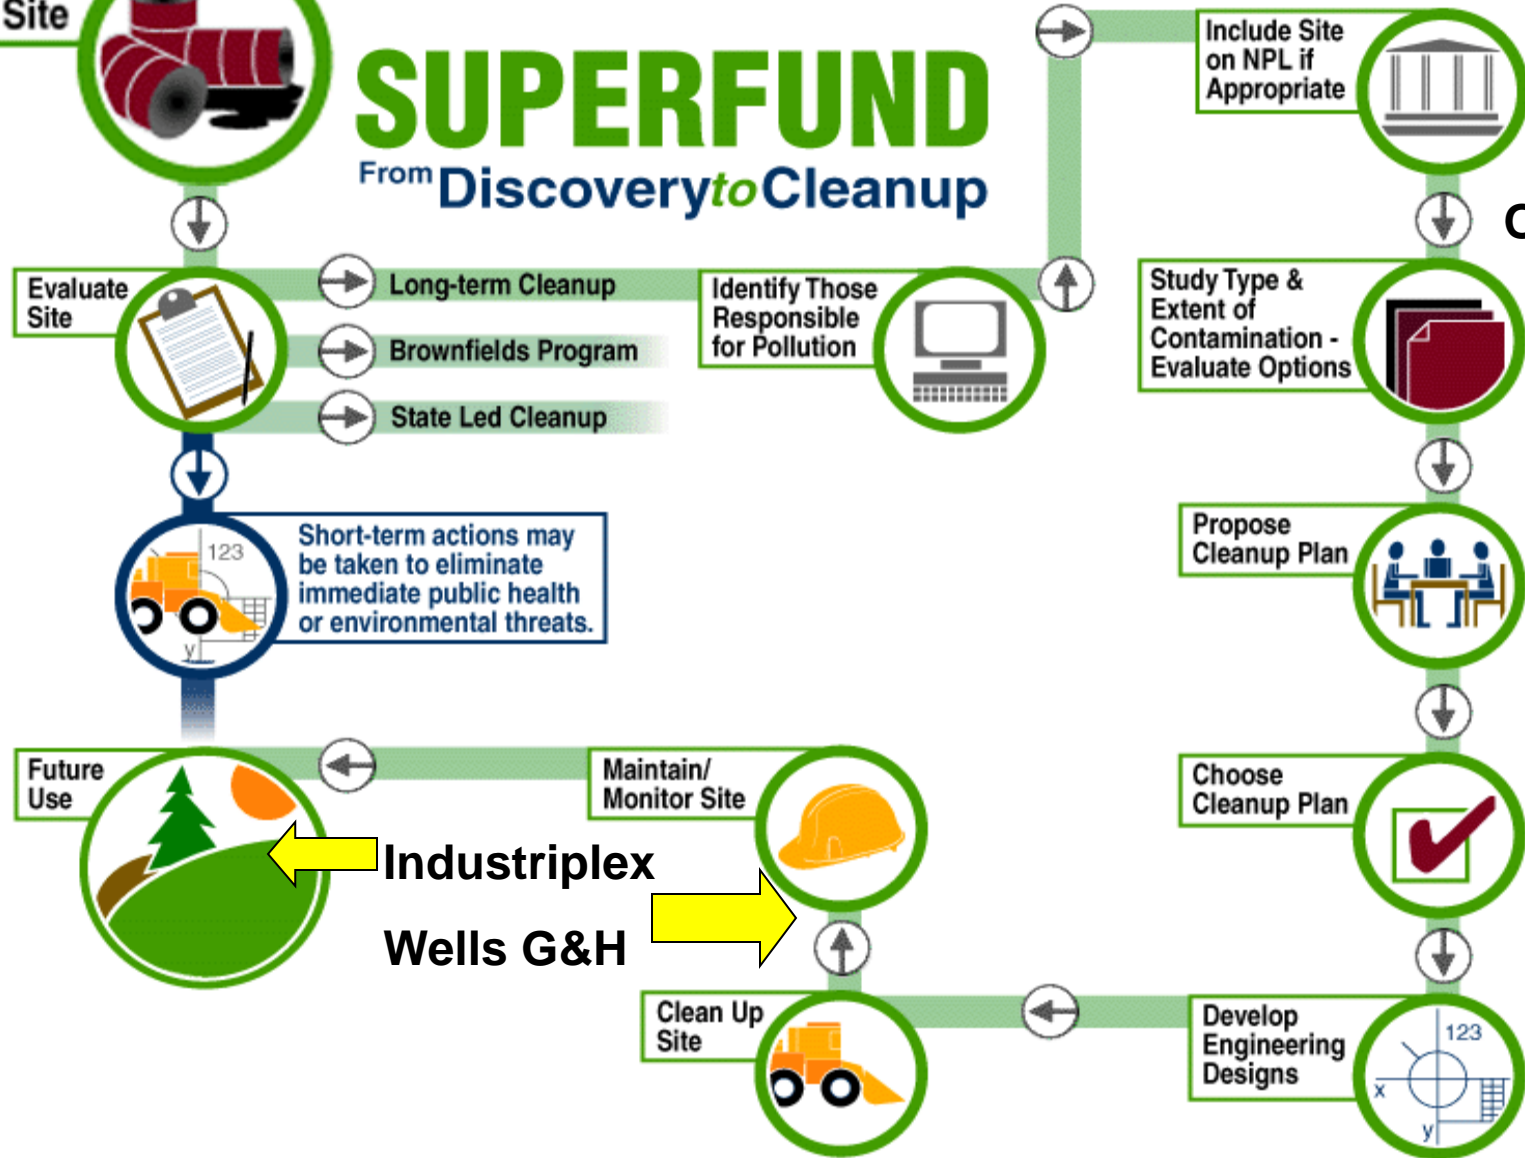 Site
SUPERFUND
From Discovery to Cleanup
Include Site
on NPL if
Appropriate
Evaluate
Site
Long-term Cleanup
Brownfields Program
State Led Cleanup
Identify Those
Responsible
for Pollution
Study Type &
Extent of
Contamination -
Evaluate Options
123
y
Short-term actions may
be taken to eliminate
immediate public health
or environmental threats.
Propose
Cleanup Plan
Future
Use
Maintain/
Monitor Site
Choose
Cleanup Plan
Industriplex
Wells G&H
Clean Up
Site
Develop
Engineering
Designs
123
x
y